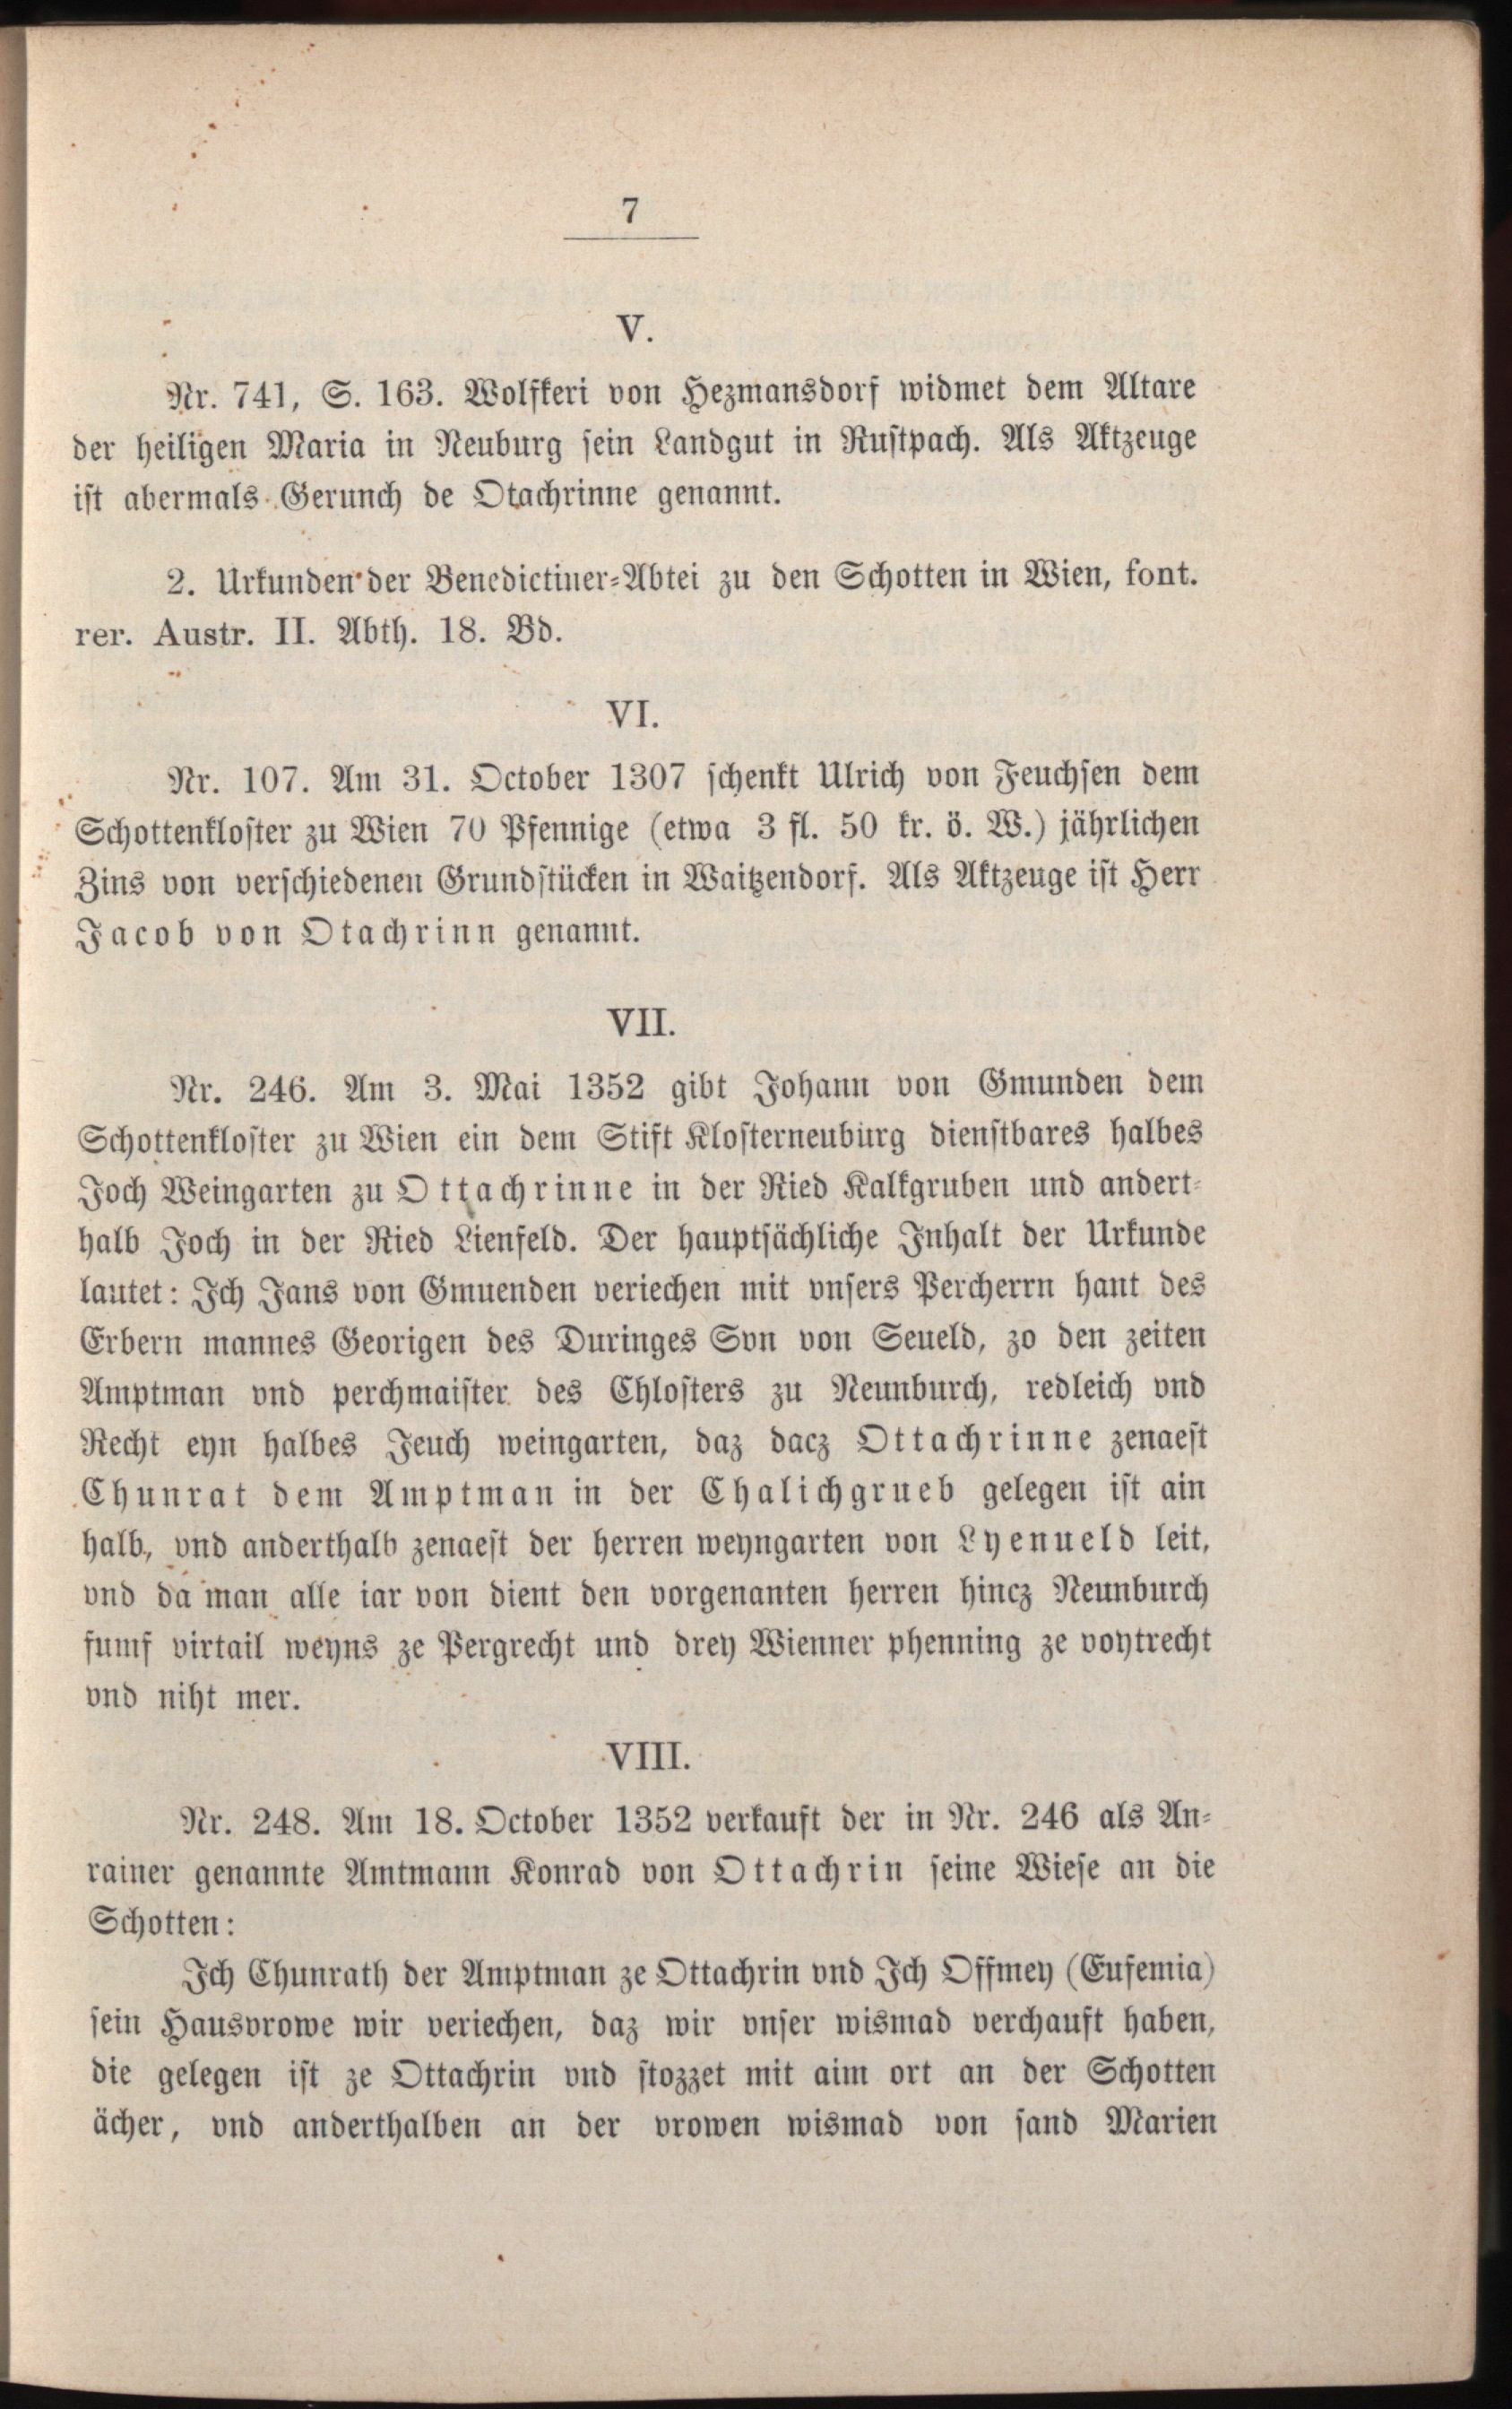 7
V.
Nr. 741, S. 163. Wolfkeri von Hezmansdorf widmet dem Altare
der heiligen Maria in Neuburg sein Landgut in Rustpach. Als Aktzeuge
ist abermals Gerunch de Otachrinne genannt.
2. Urkunden der Benedictiner-Abtei zu den Schotten in Wien, font.
rer. Austr. II. Abth. 18. Bd.
VI.
Nr. 107. Am 31. October 1307 schenkt Ulrich von Feuchsen dem
Schottenkloster zu Wien 70 Pfennige (etwa 3 fl. 50 kr. ö. W.) jährlichen
Zins von verschiedenen Grundstücken in Waitzendorf. Als Aktzeuge ist Herr
Jacob von Otachrinn genannt.
VII.
Nr. 246. Am 3. Mai 1352 gibt Johann von Gmunden dem
Schottenkloster zu Wien ein dem Stift Klosterneuburg dienstbares halbes
Joch Weingarten zu Ottachrinne in der Ried Kalkgruben und andert-
halb Joch in der Ried Lienfeld. Der hauptsächliche Inhalt der Urkunde
lautet: Ich Jans von Gmuenden veriechen mit vnsers Percherrn hant des
Erbern mannes Georigen des Duringes Svn von Seueld, zo den zeiten
Amptman vnd perchmaister des Chlosters zu Neunburch, redleich vnd
Recht eyn halbes Jeuch weingarten, daz dacz Ottachrinne zenaest
Chunrat dem Amptman in der Chalichgrueb gelegen ist ain
halb, vnd anderthalb zenaest der herren weyngarten von Lyenueld leit,
vnd da man alle iar von dient den vorgenanten herren hincz Neunburch
fumf virtail weyns ze Pergrecht und drey Wienner phenning ze voytrecht
vnd niht mer.
VIII.
Nr. 248. Am 18. October 1352 verkauft der in Nr. 246 als An-
rainer genannte Amtmann Konrad von Ottachrin seine Wiese an die
Schotten:
Ich Chunrath der Amptman ze Ottachrin vnd Ich Offmey (Eufemia)
sein Hausvrowe wir veriechen, daz wir vnser wismad verchauft haben,
die gelegen ist ze Ottachrin vnd stozzet mit aim ort an der Schotten
ächer, vnd anderthalben an der vrowen wismad von sand Marien